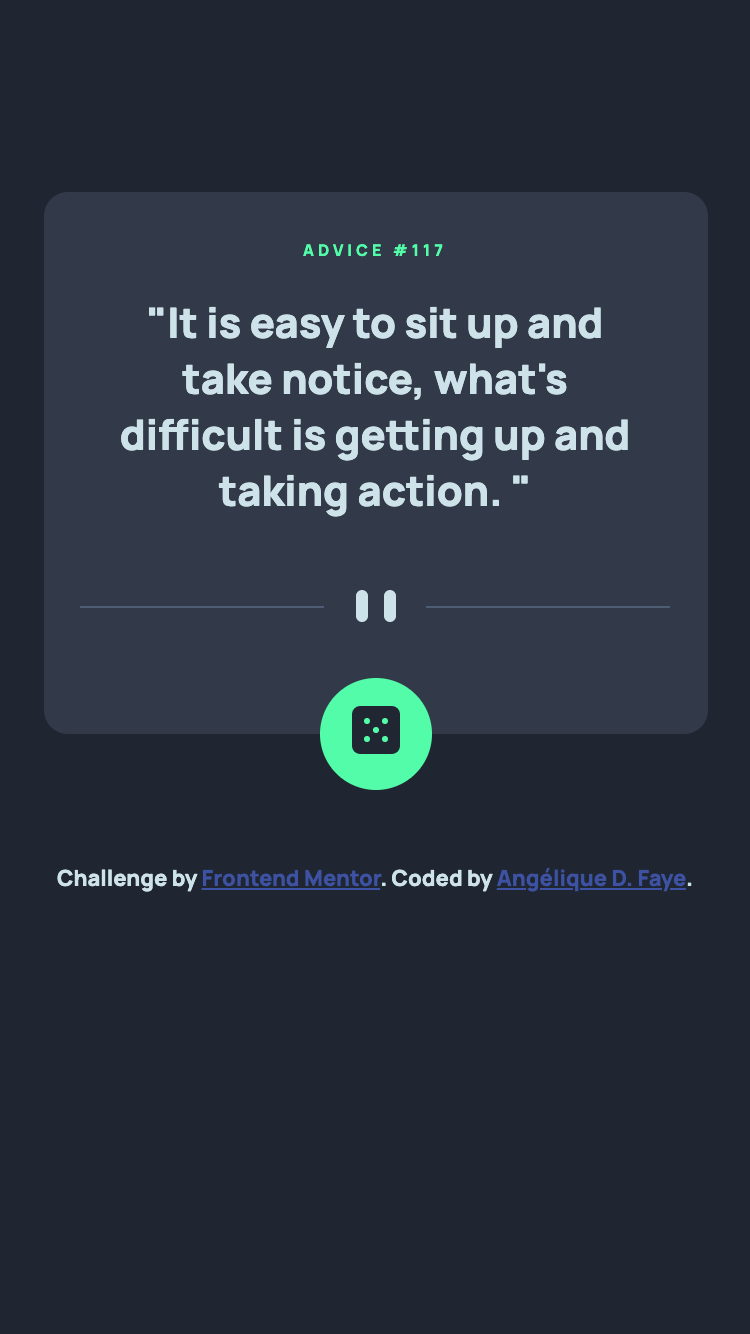 ADVICE #117
"It is easy to sit up and
take notice, what's
difficult is getting up and
taking action. "
Challenge by Frontend Mentor. Coded by Angélique D. Faye.